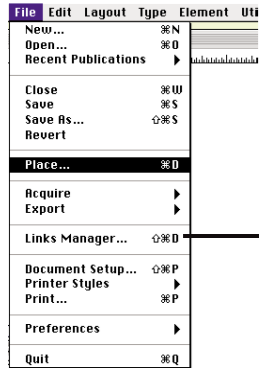 File Edit Layout Type Element Uti
New... ⌘N
Open... ⌘O
Recent Publications ▶
Close ⌘W
Save ⌘S
Save As... ⇧⌘S
Revert
Place... ⌘D
Acquire ▶
Export ▶
Links Manager... ⇧⌘D
Document Setup... ⇧⌘P
Printer Styles ▶
Print... ⌘P
Preferences ▶
Quit ⌘Q